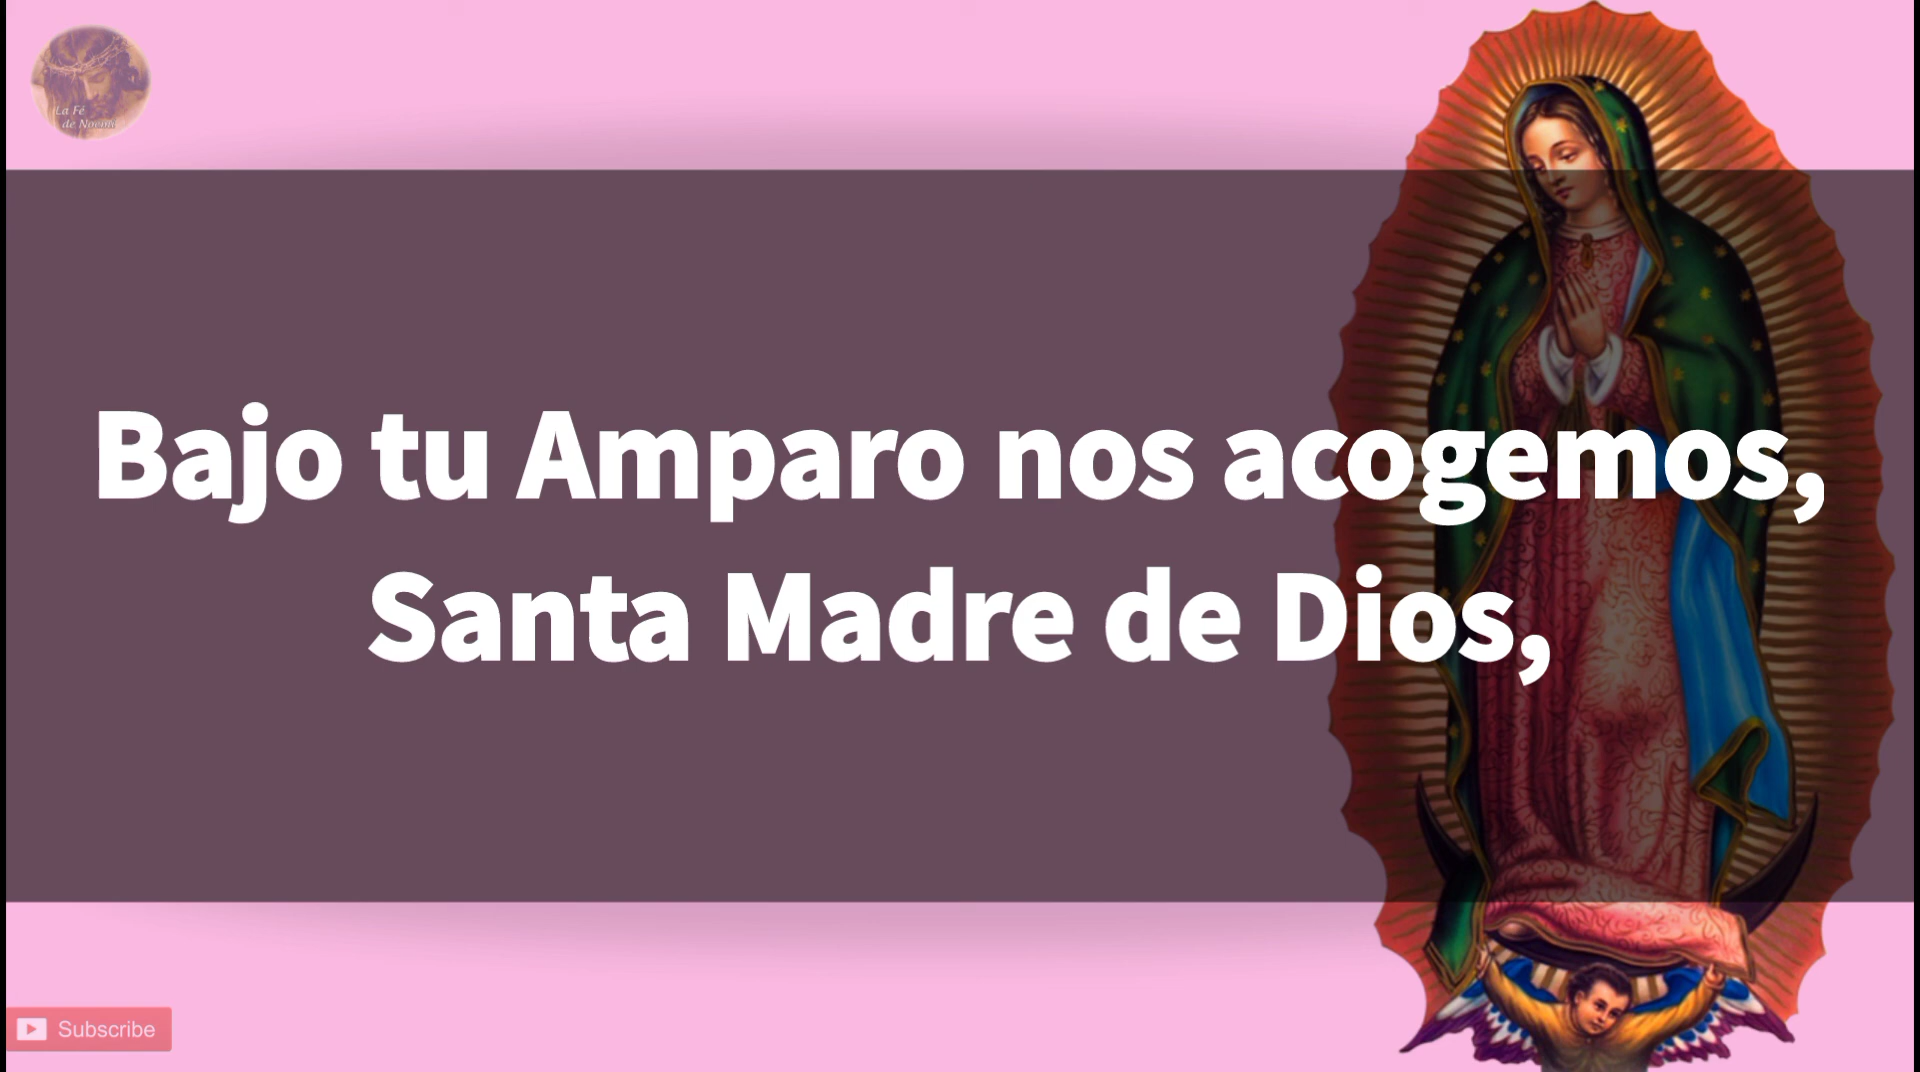 La Fé
de Noemí
Bajo tu Amparo nos acogemos,
Santa Madre de Dios,
Subscribe